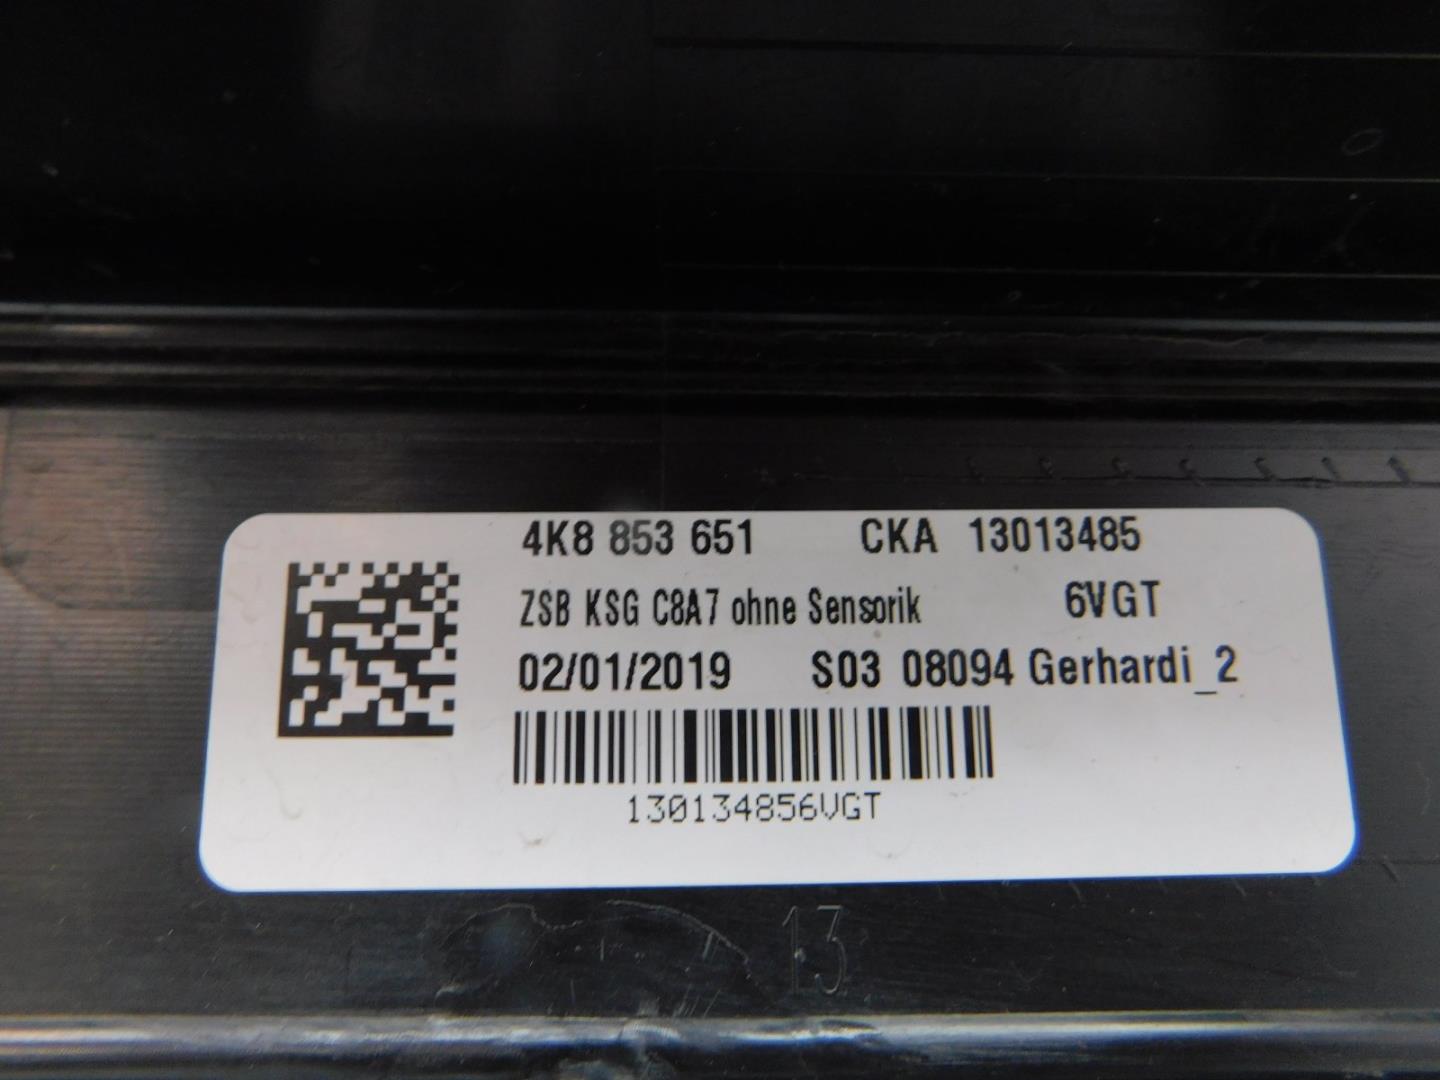 4K8 853 651 CKA 13013485
ZSB KSG C8A7 ohne Sensorik 6VGT
02/01/2019 S03 08094 Gerhardi_2
130134856VGT
13